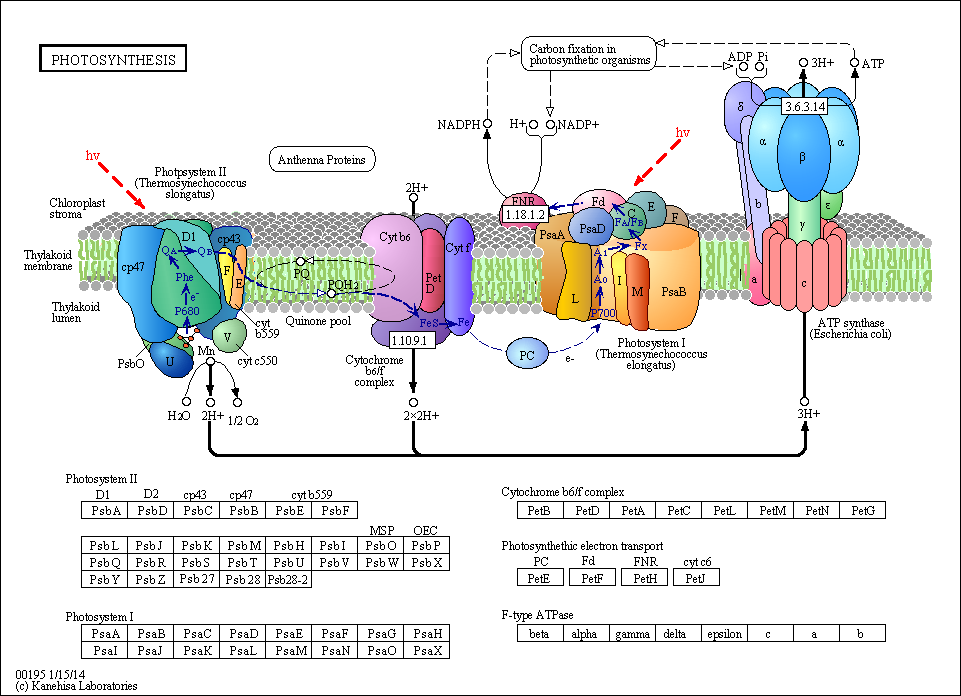 PHOTOSYNTHESIS
Carbon fixation in
photosynthetic organisms
ADP Pi
3H+
ATP
NADPH
H+
NADP+
hν
hν
Anthenna Proteins
Photpsystem II
(Thermosynechococcus
slongatus)
2H+
Chloroplast
stroma
Thylakoid
membrane
Thylakoid
lumen
cp47
D1
cp43
QA
QB
Phe
e-
P680
F
E
cyt
b559
V
cyt c550
PsbO
U
Mn
H2O
2H+
1/2 O2
PQ
PQH2
Quinone pool
Cyt b6
Pet
D
Cyt f
FeS
Fe
1.10.9.1
Cytochrome
b6/f
complex
2×2H+
PC
e-
FNR
1.18.1.2
Fd
PsaA
PsaD
C
E
F
FA/FB
Fx
A1
A0
P700
L
I
M
PsaB
Photosystem I
(Thermosynechococcus
elongatus)
3.6.3.14
δ
α
β
α
b
γ
ε
a
c
ATP synthase
(Escherichia coli)
3H+
Photosystem II
D1 D2 cp43 cp47 cyt b559
PsbA PsbD PsbC PsbB PsbE PsbF
MSP OEC
PsbL PsbJ PsbK PsbM PsbH PsbI PsbO PsbP
PsbQ PsbR PsbS PsbT PsbU PsbV PsbW PsbX
PsbY PsbZ Psb27 Psb28 Psb28-2
Photosystem I
PsaA PsaB PsaC PsaD PsaE PsaF PsaG PsaH
PsaI PsaJ PsaK PsaL PsaM PsaN PsaO PsaX
Cytochrome b6/f complex
PetB PetD PetA PetC PetL PetM PetN PetG
Photosynthethic electron transport
PC Fd FNR cyt c6
PetE PetF PetH PetJ
F-type ATPase
beta alpha gamma delta epsilon c a b
00195 1/15/14
(c) Kanehisa Laboratories